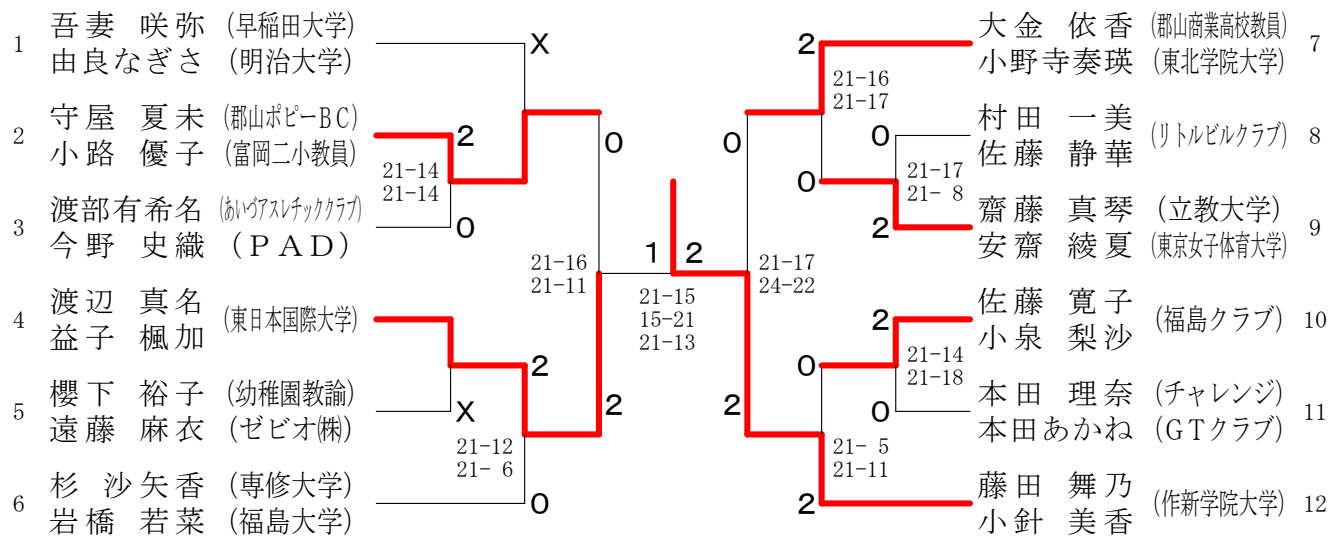 1 吾妻 咲弥 (早稲田大学)
由良なぎさ (明治大学)
X
2 守屋 夏未 (郡山ポピーBC)
小路 優子 (富岡二小教員)
2
21-14
21-14
0
3 渡部有希名 (あいづアスレチッククラブ)
今野 史織 (PAD)
0
21-16
21-11
4 渡辺 真名
益子 楓加
(東日本国際大学)
2
5 櫻下 裕子 (幼稚園教諭)
遠藤 麻衣 (ゼビオ㈱)
X
2
21-12
21- 6
6 杉 沙矢香 (専修大学)
岩橋 若菜 (福島大学)
0
1 2
21-15
15-21
21-13
2
大金 依香 (郡山商業高校教員) 7
小野寺奏瑛 (東北学院大学)
21-16
21-17
0
0
村田 一美
佐藤 静華
(リトルビルクラブ) 8
0
21-17
21- 8
2
齋藤 真琴 (立教大学) 9
安齋 綾夏 (東京女子体育大学)
21-17
24-22
2
佐藤 寛子
小泉 梨沙
(福島クラブ) 10
0
21-14
21-18
0
本田 理奈 (チャレンジ) 11
本田あかね (GTクラブ)
2
21- 5
21-11
2
藤田 舞乃
小針 美香
(作新学院大学) 12